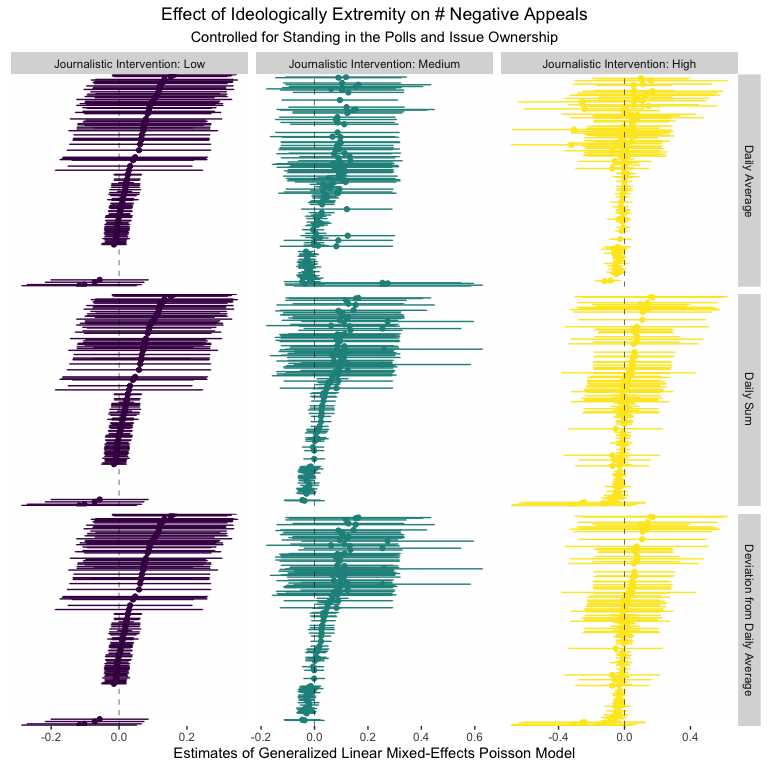 Effect of Ideologically Extremity on # Negative Appeals
Controlled for Standing in the Polls and Issue Ownership
Journalistic Intervention: Low
Journalistic Intervention: Medium
Journalistic Intervention: High
Daily Average
Daily Sum
Deviation from Daily Average
-0.2 0.0 0.2
-0.2 0.0 0.2 0.4 0.6
0.0 0.4
Estimates of Generalized Linear Mixed-Effects Poisson Model